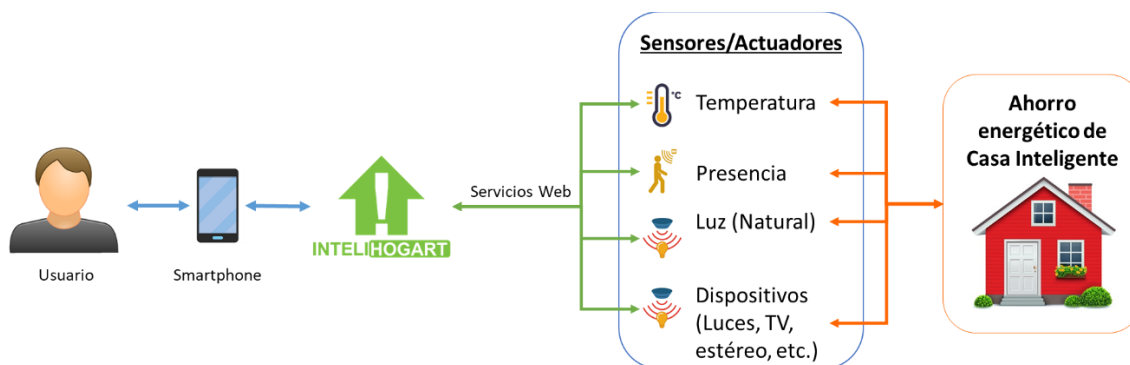 Usuario
Smartphone
INTELIHOGART
Servicios Web
Sensores/Actuadores
°C
Temperatura
Presencia
Luz (Natural)
Dispositivos
(Luces, TV,
estéreo, etc.)
Ahorro
energético de
Casa Inteligente